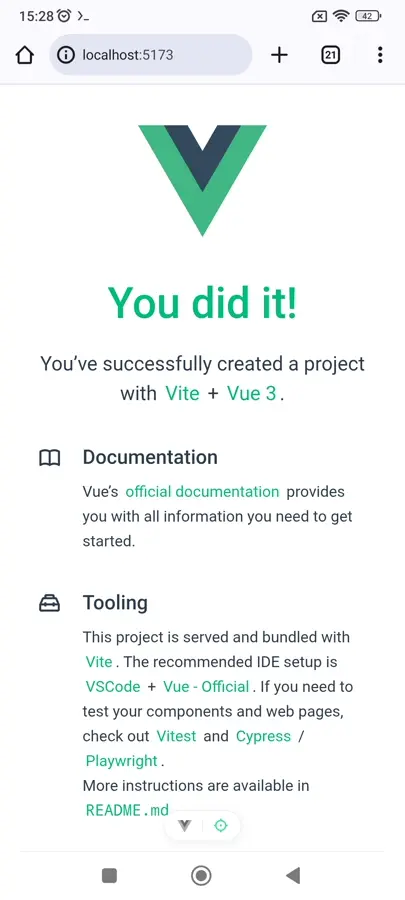 15:28 >_ 42
localhost:5173 21
You did it!
You’ve successfully created a project
with Vite + Vue 3.
Documentation
Vue’s official documentation provides
you with all information you need to get
started.
Tooling
This project is served and bundled with
Vite. The recommended IDE setup is
VSCode + Vue - Official. If you need to
test your components and web pages,
check out Vitest and Cypress /
Playwright.
More instructions are available in
README.md